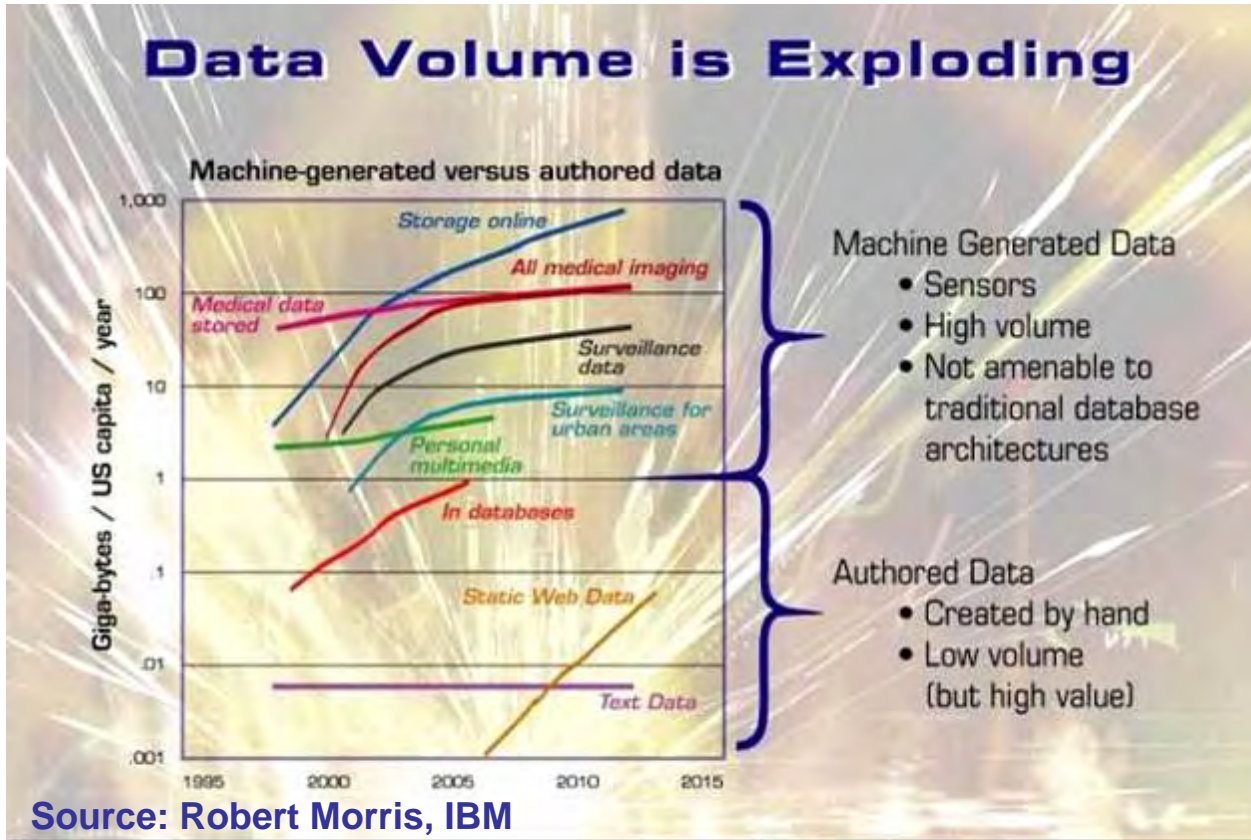 Data Volume is Exploding
Machine-generated versus authored data
Giga-bytes / US capita / year
1,000
100
10
1
.1
.01
.001
Storage online
All medical imaging
Medical data
stored
Surveillance
data
Surveillance for
urban areas
Personal
multimedia
In databases
Static Web Data
Text Data
1995
2000
2005
2010
2015
Machine Generated Data
• Sensors
• High volume
• Not amenable to
traditional database
architectures
Authored Data
• Created by hand
• Low volume
(but high value)
Source: Robert Morris, IBM